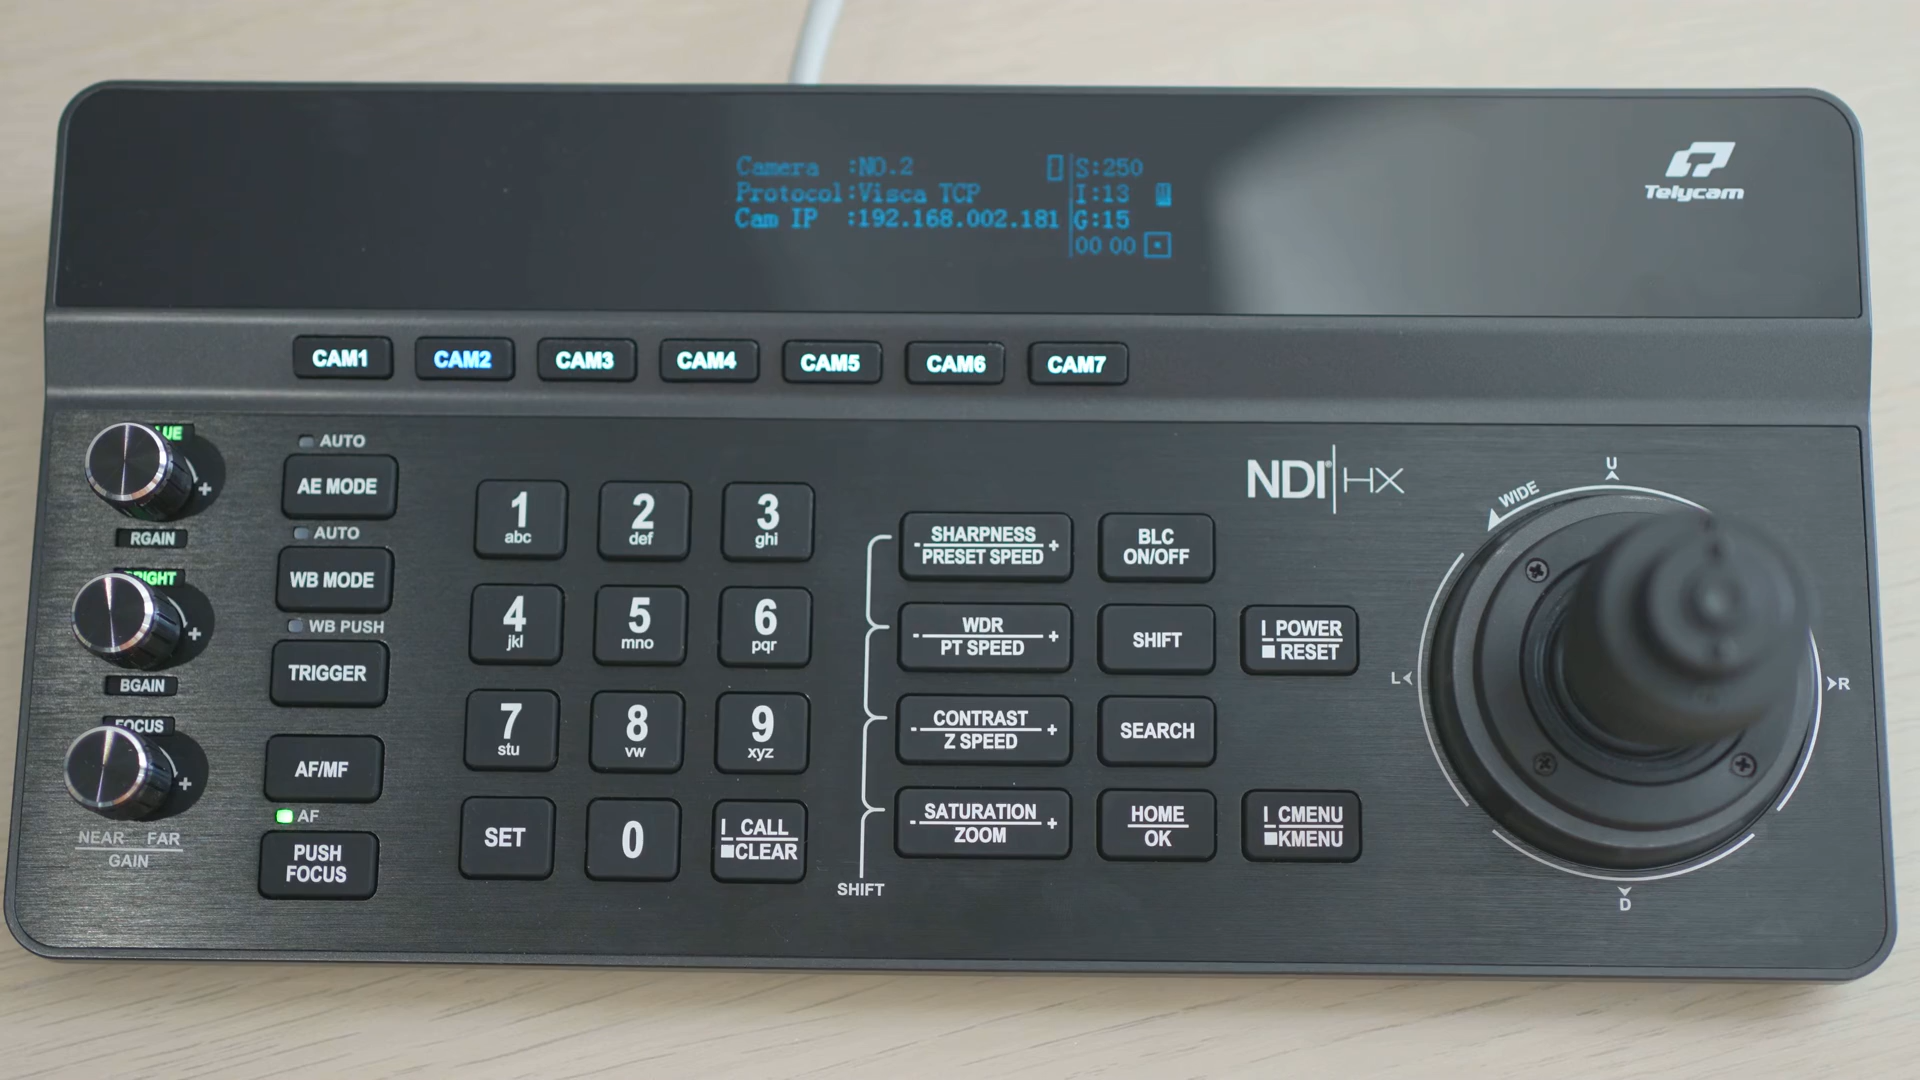 Camera :NO.2
Protocol:Visca TCP
Cam IP :192.168.002.181
S:250
I:13
G:15
00 00
Telycam
CAM1
CAM2
CAM3
CAM4
CAM5
CAM6
CAM7
+
RGAIN
+
BGAIN
FOCUS
+
NEAR FAR
GAIN
AUTO
AE MODE
AUTO
WB MODE
WB PUSH
TRIGGER
AF/MF
AF
PUSH
FOCUS
1
abc
2
def
3
ghi
4
jkl
5
mno
6
pqr
7
stu
8
vw
9
xyz
SET
0
I CALL
CLEAR
SHIFT
- SHARPNESS +
PRESET SPEED
- WDR +
PT SPEED
- CONTRAST +
Z SPEED
- SATURATION +
ZOOM
BLC
ON/OFF
SHIFT
SEARCH
HOME
OK
I POWER
RESET
I CMENU
KMENU
NDI® HX
WIDE
U
L
R
D